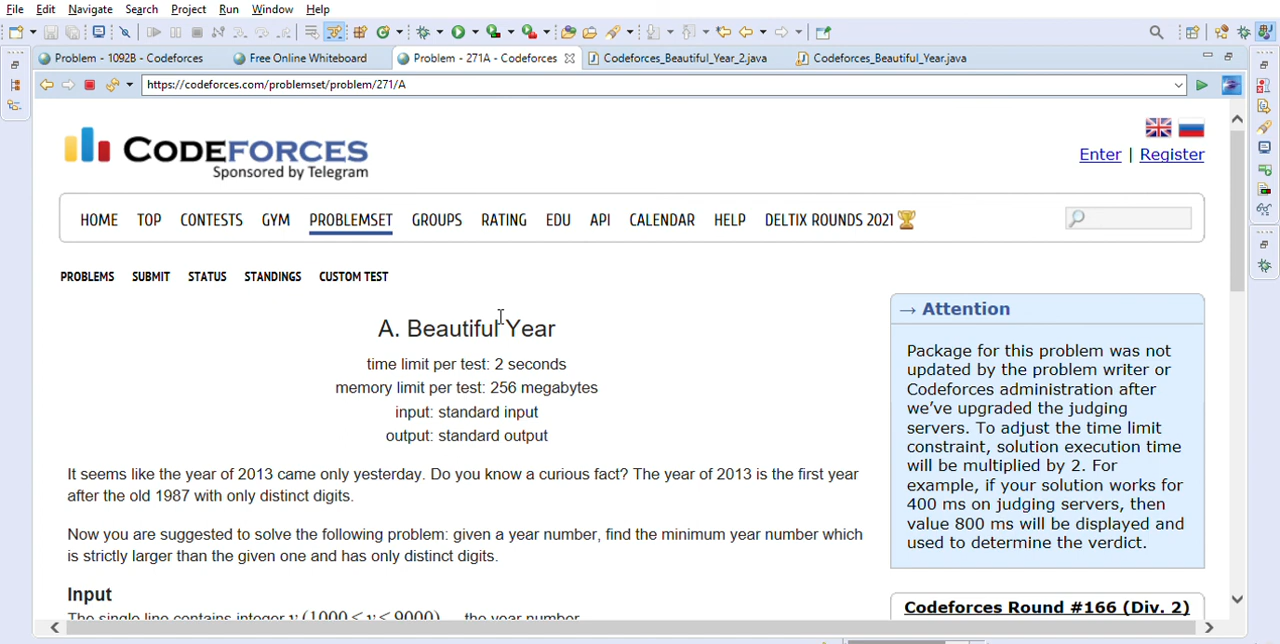 File Edit Navigate Search Project Run Window Help
Problem - 1092B - Codeforces Free Online Whiteboard Problem - 271A - Codeforces Codeforces_Beautiful_Year_2.java Codeforces_Beautiful_Year.java
https://codeforces.com/problemset/problem/271/A
CODEFORCES
Sponsored by Telegram
Enter | Register
HOME TOP CONTESTS GYM PROBLEMSET GROUPS RATING EDU API CALENDAR HELP DELTIX ROUNDS 2021
PROBLEMS SUBMIT STATUS STANDINGS CUSTOM TEST
A. Beautiful Year
time limit per test: 2 seconds
memory limit per test: 256 megabytes
input: standard input
output: standard output
It seems like the year of 2013 came only yesterday. Do you know a curious fact? The year of 2013 is the first year
after the old 1987 with only distinct digits.
Now you are suggested to solve the following problem: given a year number, find the minimum year number which
is strictly larger than the given one and has only distinct digits.
Input
The single line contains integer y (1000 ≤ y ≤ 9000) — the year number.
→ Attention
Package for this problem was not
updated by the problem writer or
Codeforces administration after
we've upgraded the judging
servers. To adjust the time limit
constraint, solution execution time
will be multiplied by 2. For
example, if your solution works for
400 ms on judging servers, then
value 800 ms will be displayed and
used to determine the verdict.
Codeforces Round #166 (Div. 2)